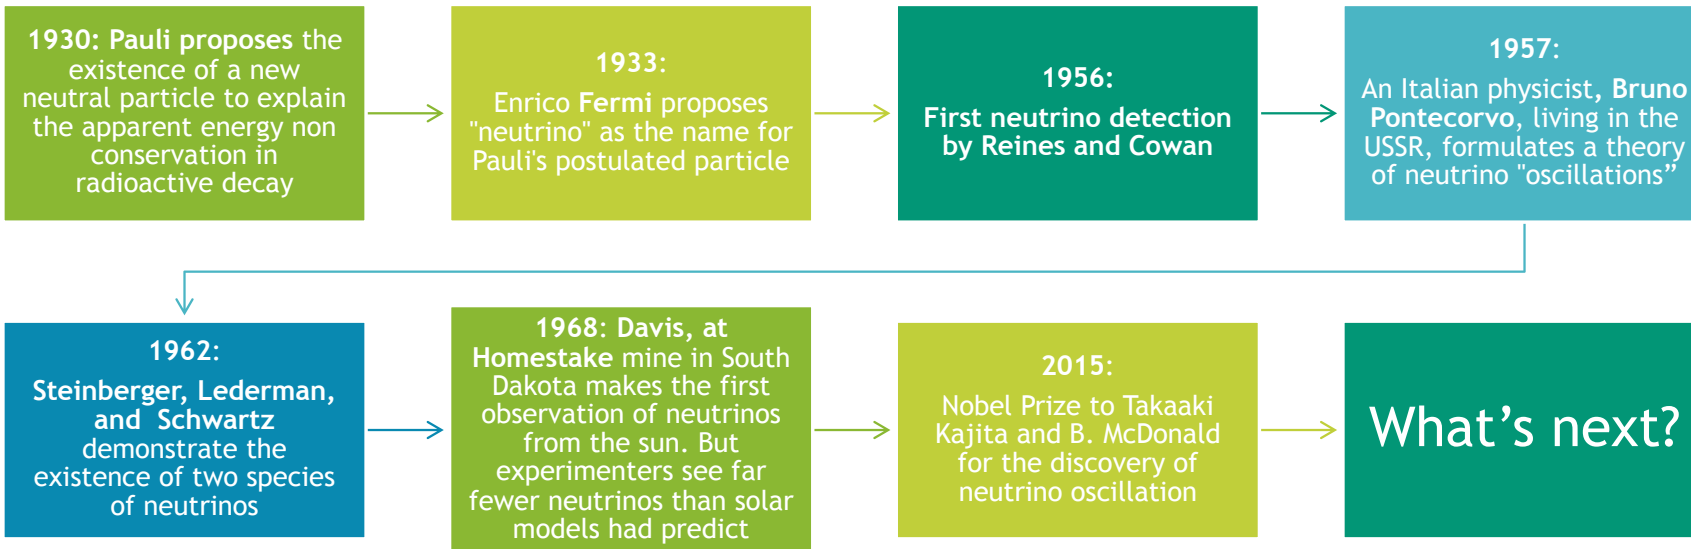 1930: Pauli proposes the
existence of a new
neutral particle to explain
the apparent energy non
conservation in
radioactive decay
1933:
Enrico Fermi proposes
"neutrino" as the name for
Pauli's postulated particle
1956:
First neutrino detection
by Reines and Cowan
1957:
An Italian physicist, Bruno
Pontecorvo, living in the
USSR, formulates a theory
of neutrino "oscillations”
1962:
Steinberger, Lederman,
and Schwartz
demonstrate the
existence of two species
of neutrinos
1968: Davis, at
Homestake mine in South
Dakota makes the first
observation of neutrinos
from the sun. But
experimenters see far
fewer neutrinos than solar
models had predict
2015:
Nobel Prize to Takaaki
Kajita and B. McDonald
for the discovery of
neutrino oscillation
What’s next?